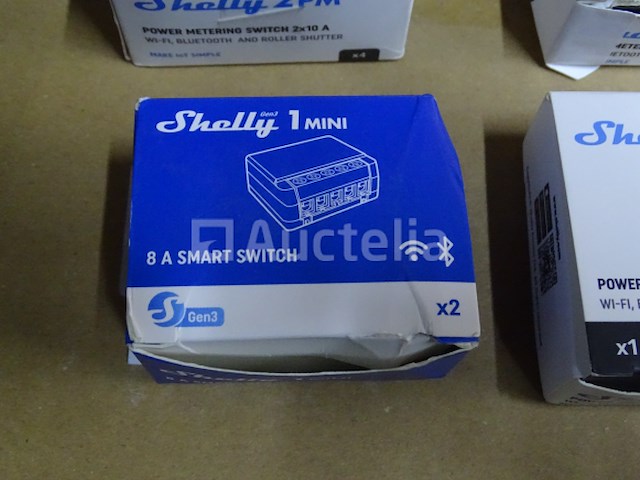 Shelly 2PM
POWER METERING SWITCH 2x10 A
WI-FI, BLUETOOTH AND ROLLER SHUTTER
MAKE IoT SIMPLE
x4
Shelly Gen3 1 MINI
Auctelia
8 A SMART SWITCH
Gen3
x2
POWER
WI-FI,
x1